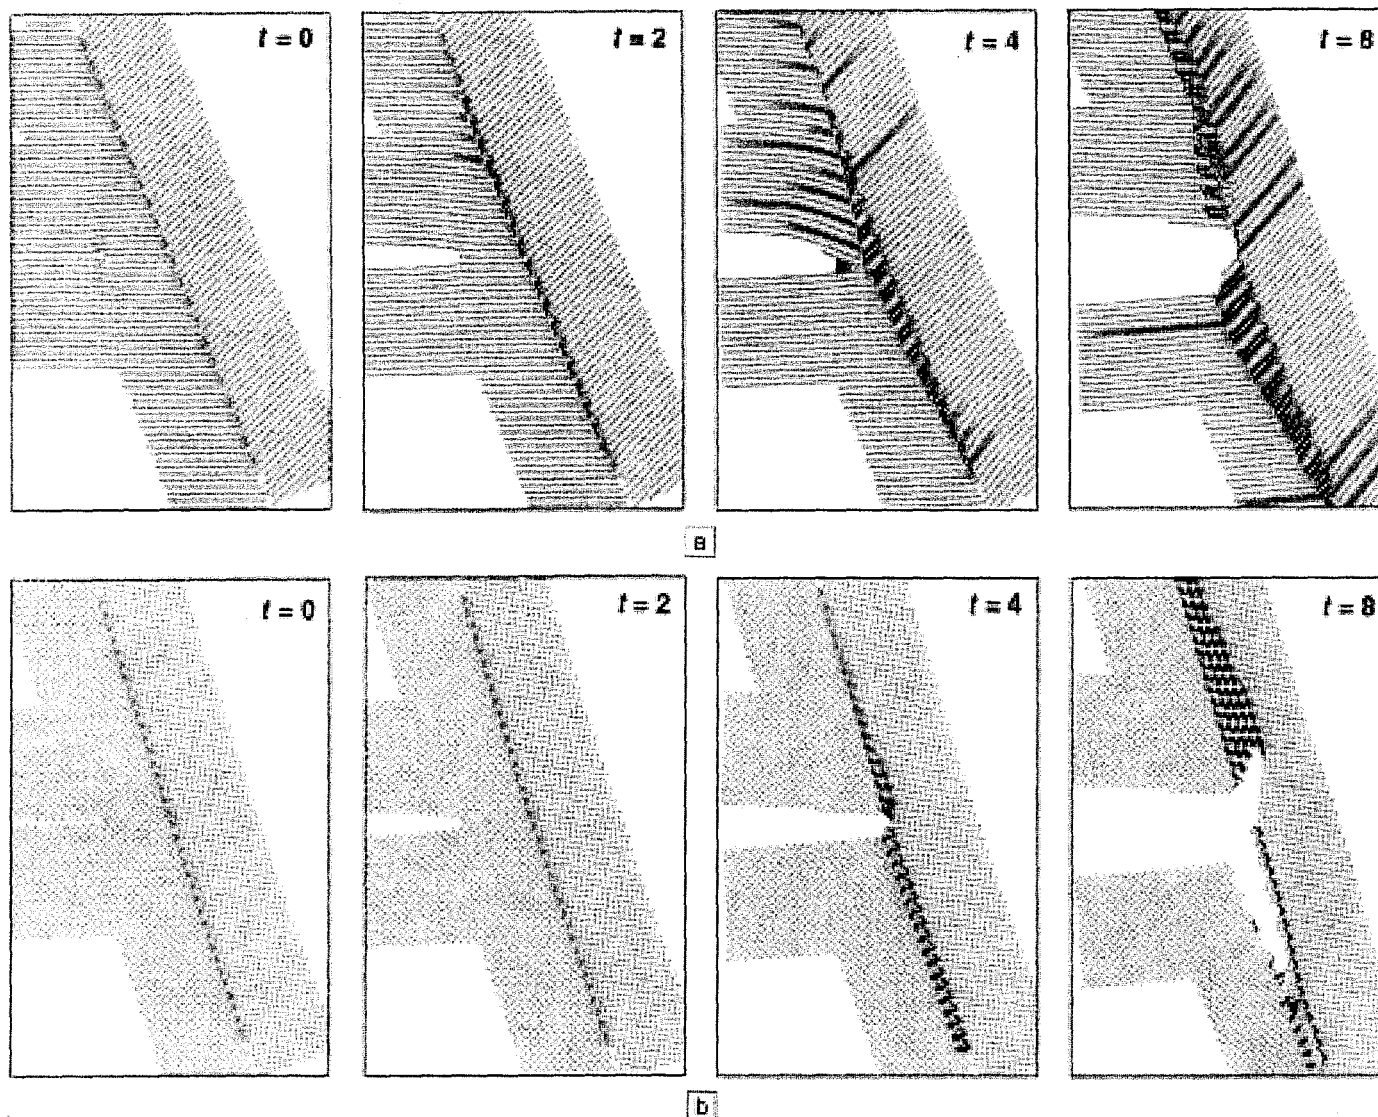 t = 0
t = 2
t = 4
t = 8
a
t = 0
t = 2
t = 4
t = 8
b